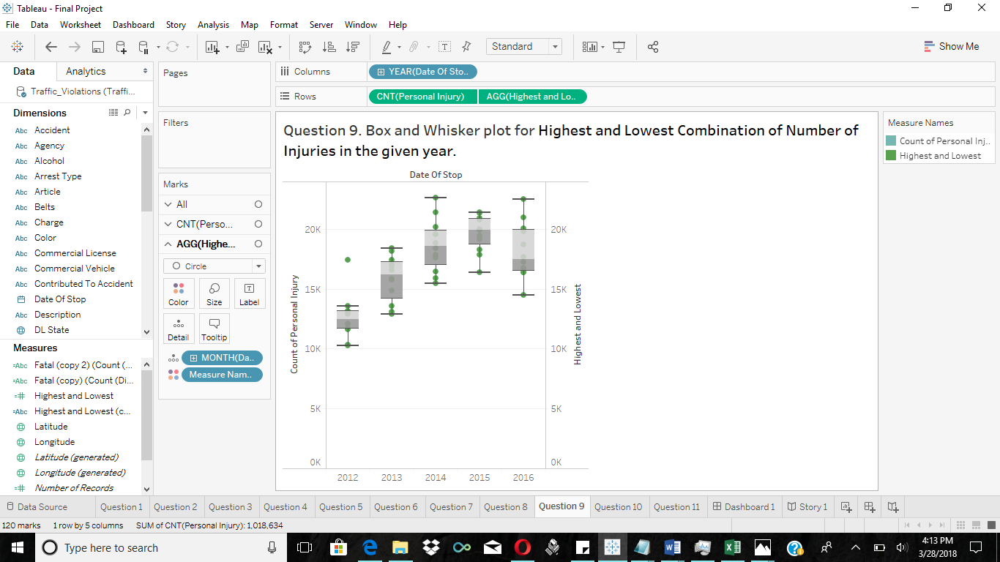 Tableau - Final Project
File Data Worksheet Dashboard Story Analysis Map Format Server Window Help
Standard
Show Me
Data Analytics
Traffic_Violations (Traffi...
Dimensions
Abc Accident
Abc Agency
Abc Alcohol
Abc Arrest Type
Abc Article
Abc Belts
Abc Charge
Abc Color
Abc Commercial License
Abc Commercial Vehicle
Abc Contributed To Accident
Date Of Stop
Abc Description
DL State
Measures
=Abc Fatal (copy 2) (Count (...
=Abc Fatal (copy) (Count (Di...
=# Highest and Lowest
=Abc Highest and Lowest (c...
Latitude
Longitude
Latitude (generated)
Longitude (generated)
=# Number of Records
Pages
Filters
Marks
All
CNT(Perso...
AGG(Highe...
Circle
Color Size Label
Detail Tooltip
MONTH(Da..
Measure Nam..
Columns YEAR(Date Of Sto..
Rows CNT(Personal Injury) AGG(Highest and Lo..
Question 9. Box and Whisker plot for Highest and Lowest Combination of Number of
Injuries in the given year.
Date Of Stop
Count of Personal Injury
20K
15K
10K
5K
0K
20K
15K
10K
5K
0K
Highest and Lowest
2012 2013 2014 2015 2016
Measure Names
Count of Personal Inj..
Highest and Lowest
Data Source Question 1 Question 2 Question 3 Question 4 Question 5 Question 6 Question 7 Question 8 Question 9 Question 10 Question 11 Dashboard 1 Story 1
120 marks 1 row by 5 columns SUM of CNT(Personal Injury): 1,018,634
Type here to search
4:13 PM
3/28/2018